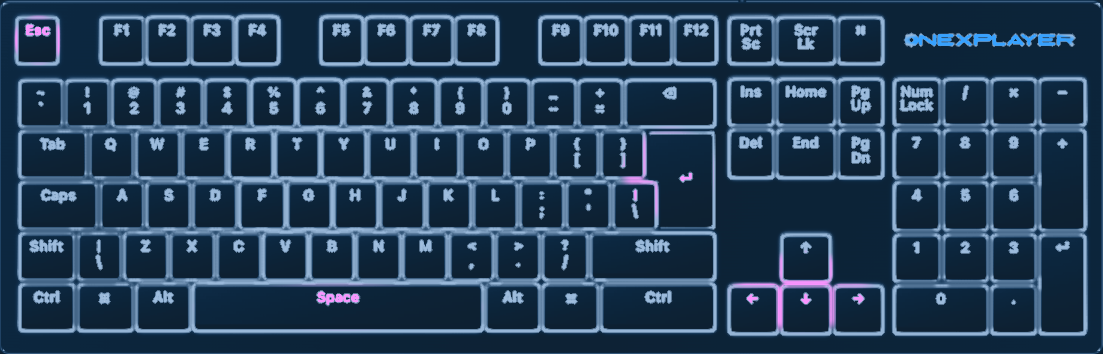 Esc F1 F2 F3 F4 F5 F6 F7 F8 F9 F10 F11 F12 Prt Sc Scr Lk ONEXPLAYER
~ ` ! 1 @ 2 # 3 $ 4 % 5 ^ 6 & 7 * 8 ( 9 ) 0 _ - + = Ins Home Pg Up Num Lock / * -
Tab Q W E R T Y U I O P { [ } ] Del End Pg Dn 7 8 9 +
Caps A S D F G H J K L : ; " ' | \ 4 5 6
Shift | \ Z X C V B N M < , > . ? / Shift ↑ 1 2 3 ↵
Ctrl ⌘ Alt Space Alt ⌘ Ctrl ← ↓ → 0 .